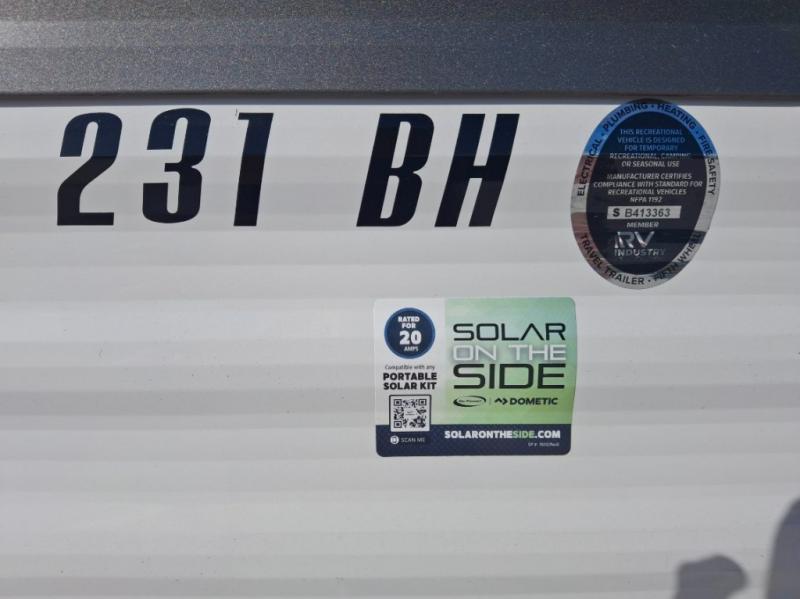 231 BH
ELECTRICAL • PLUMBING • HEATING • FIRE SAFETY
THIS RECREATIONAL
VEHICLE IS DESIGNED
FOR TEMPORARY
RECREATIONAL, CAMPING
OR SEASONAL USE
MANUFACTURER CERTIFIES
COMPLIANCE WITH STANDARD FOR
RECREATIONAL VEHICLES
NFPA 1192
S B413363
MEMBER
RV
INDUSTRY
TRAVEL TRAILER • FIFTH WHEEL
RATED
FOR
20
AMPS
Compatible with any
PORTABLE
SOLAR KIT
SCAN ME
SOLAR
ON THE
SIDE
DOMETIC
SOLARONTHESIDE.COM